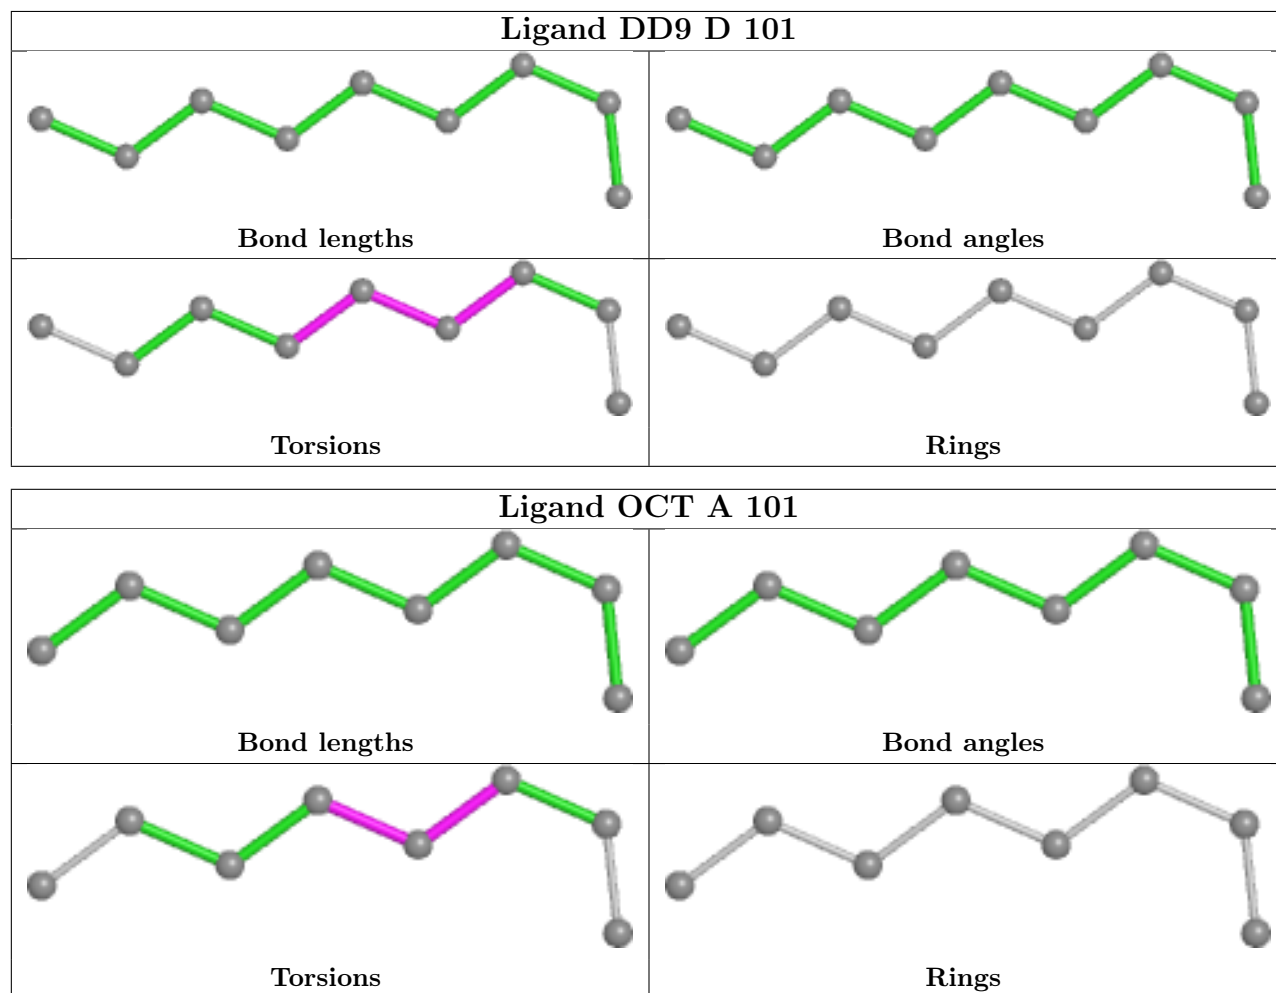 Ligand DD9 D 101
Bond lengths
Bond angles
Torsions
Rings
Ligand OCT A 101
Bond lengths
Bond angles
Torsions
Rings